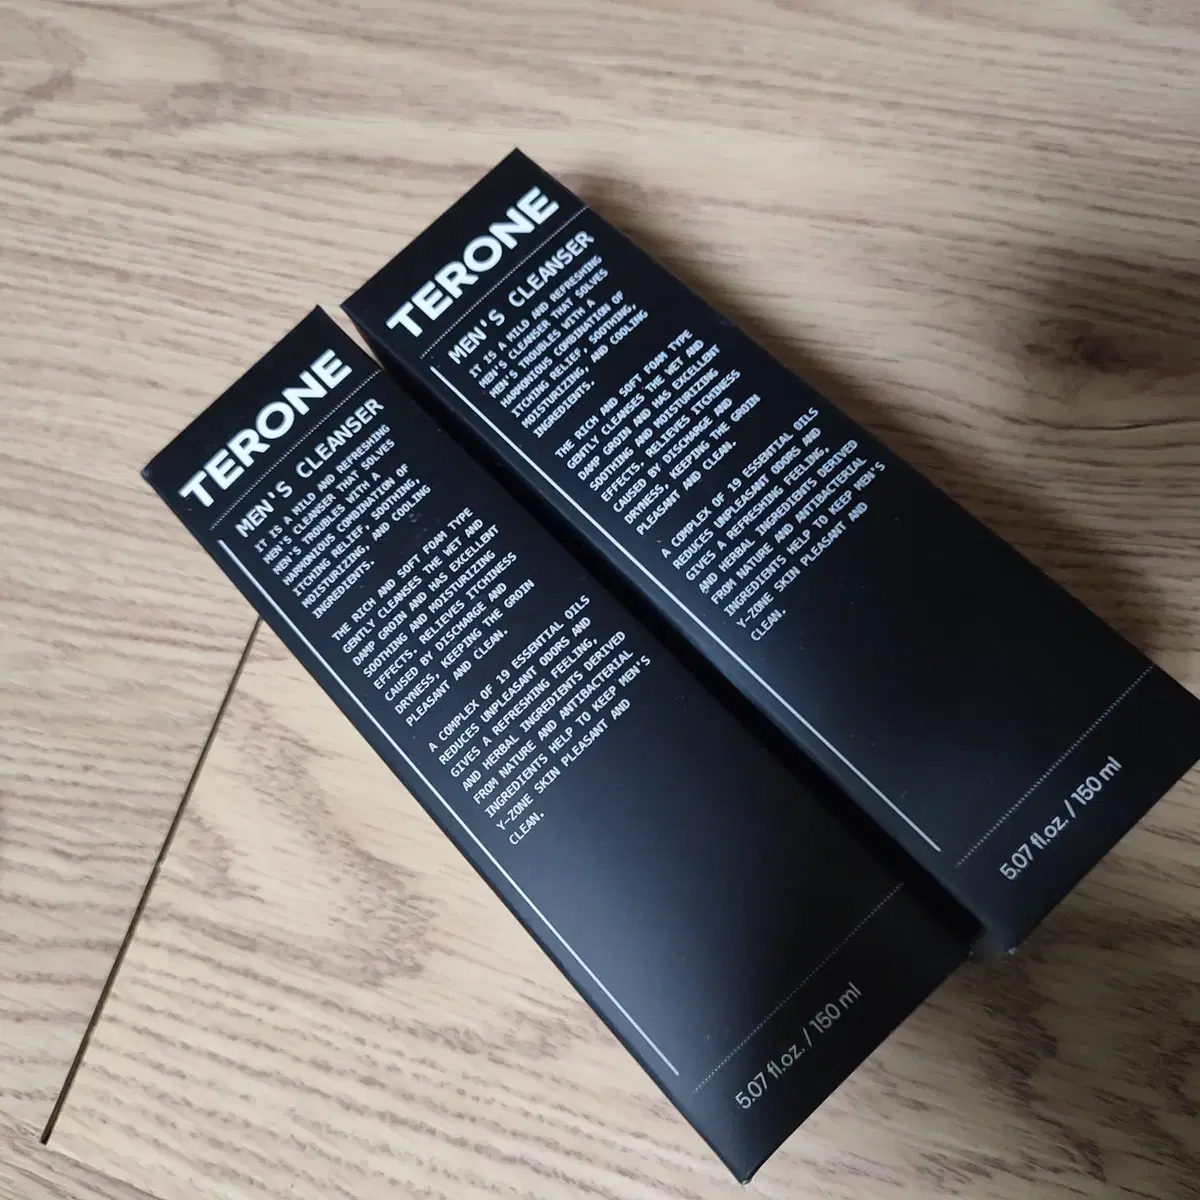 TERONE
MEN'S CLEANSER
IT IS A MILD AND REFRESHING
MEN'S CLEANSER THAT SOLVES
MEN'S TROUBLES WITH A
HARMONIOUS COMBINATION OF
ITCHING RELIEF, SOOTHING,
MOISTURIZING, AND COOLING
INGREDIENTS.
THE RICH AND SOFT FOAM TYPE
GENTLY CLEANSES THE WET AND
DAMP GROIN AND HAS EXCELLENT
SOOTHING AND MOISTURIZING
EFFECTS. RELIEVES ITCHINESS
CAUSED BY DISCHARGE AND
DRYNESS, KEEPING THE GROIN
PLEASANT AND CLEAN.
A COMPLEX OF 19 ESSENTIAL OILS
REDUCES UNPLEASANT ODORS AND
GIVES A REFRESHING FEELING,
AND HERBAL INGREDIENTS DERIVED
FROM NATURE AND ANTIBACTERIAL
INGREDIENTS HELP TO KEEP MEN'S
Y-ZONE SKIN PLEASANT AND
CLEAN.
5.07 fl.oz. / 150 ml
TERONE
MEN'S CLEANSER
IT IS A MILD AND REFRESHING
MEN'S CLEANSER THAT SOLVES
MEN'S TROUBLES WITH A
HARMONIOUS COMBINATION OF
ITCHING RELIEF, SOOTHING,
MOISTURIZING, AND COOLING
INGREDIENTS.
THE RICH AND SOFT FOAM TYPE
GENTLY CLEANSES THE WET AND
DAMP GROIN AND HAS EXCELLENT
SOOTHING AND MOISTURIZING
EFFECTS. RELIEVES ITCHINESS
CAUSED BY DISCHARGE AND
DRYNESS, KEEPING THE GROIN
PLEASANT AND CLEAN.
A COMPLEX OF 19 ESSENTIAL OILS
REDUCES UNPLEASANT ODORS AND
GIVES A REFRESHING FEELING,
AND HERBAL INGREDIENTS DERIVED
FROM NATURE AND ANTIBACTERIAL
INGREDIENTS HELP TO KEEP MEN'S
Y-ZONE SKIN PLEASANT AND
CLEAN.
5.07 fl.oz. / 150 ml